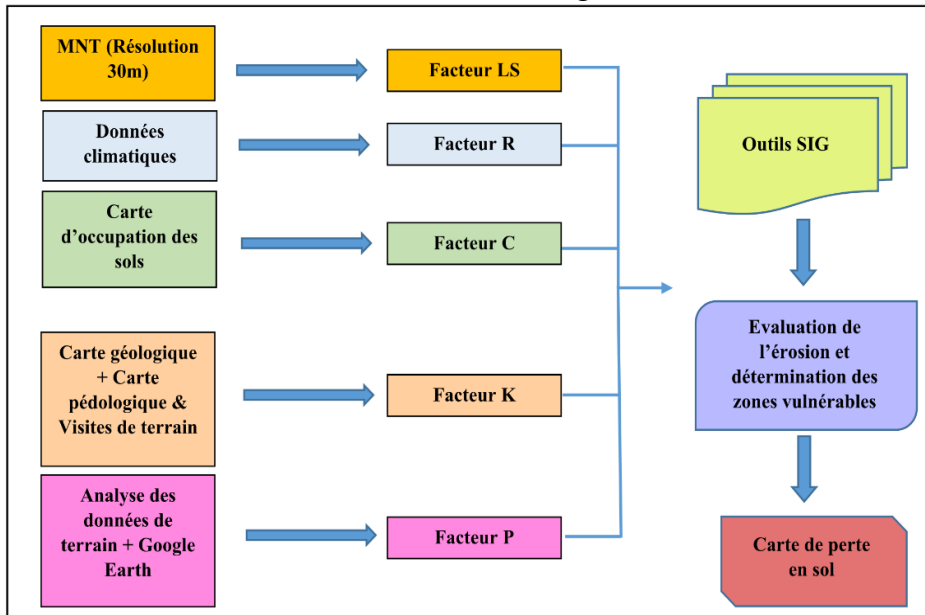 MNT (Résolution
30m)
Facteur LS
Données
climatiques
Facteur R
Carte
d'occupation des
sols
Facteur C
Carte géologique
+ Carte
pédologique &
Visites de terrain
Facteur K
Analyse des
données de
terrain + Google
Earth
Facteur P
Outils SIG
Evaluation de
l'érosion et
détermination des
zones vulnérables
Carte de perte
en sol